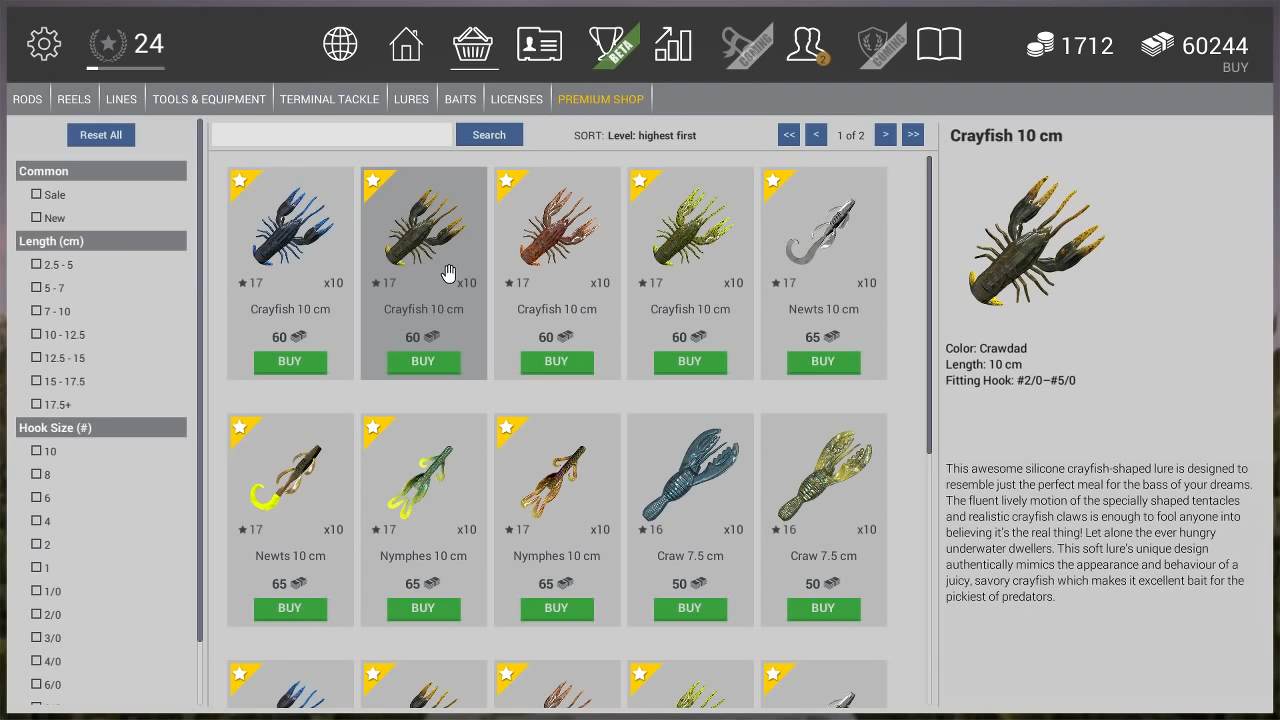 24
BETA
COMING
2
COMING
1712
60244
BUY
RODS
REELS
LINES
TOOLS & EQUIPMENT
TERMINAL TACKLE
LURES
BAITS
LICENSES
PREMIUM SHOP
Reset All
Common
Sale
New
Length (cm)
2.5 - 5
5 - 7
7 - 10
10 - 12.5
12.5 - 15
15 - 17.5
17.5+
Hook Size (#)
10
8
6
4
2
1
1/0
2/0
3/0
4/0
6/0
Search
SORT: Level: highest first
<<
<
1 of 2
>
>>
17 x10
Crayfish 10 cm
60
BUY
17 x10
Crayfish 10 cm
60
BUY
17 x10
Crayfish 10 cm
60
BUY
17 x10
Crayfish 10 cm
60
BUY
17 x10
Newts 10 cm
65
BUY
17 x10
Newts 10 cm
65
BUY
17 x10
Nymphes 10 cm
65
BUY
17 x10
Nymphes 10 cm
65
BUY
16 x10
Craw 7.5 cm
50
BUY
16 x10
Craw 7.5 cm
50
BUY
Crayfish 10 cm
Color: Crawdad
Length: 10 cm
Fitting Hook: #2/0–#5/0
This awesome silicone crayfish-shaped lure is designed to
resemble just the perfect meal for the bass of your dreams.
The fluent lively motion of the specially shaped tentacles
and realistic crayfish claws is enough to fool anyone into
believing it's the real thing! Let alone the ever hungry
underwater dwellers. This soft lure's unique design
authentically mimics the appearance and behaviour of a
juicy, savory crayfish which makes it excellent bait for the
pickiest of predators.